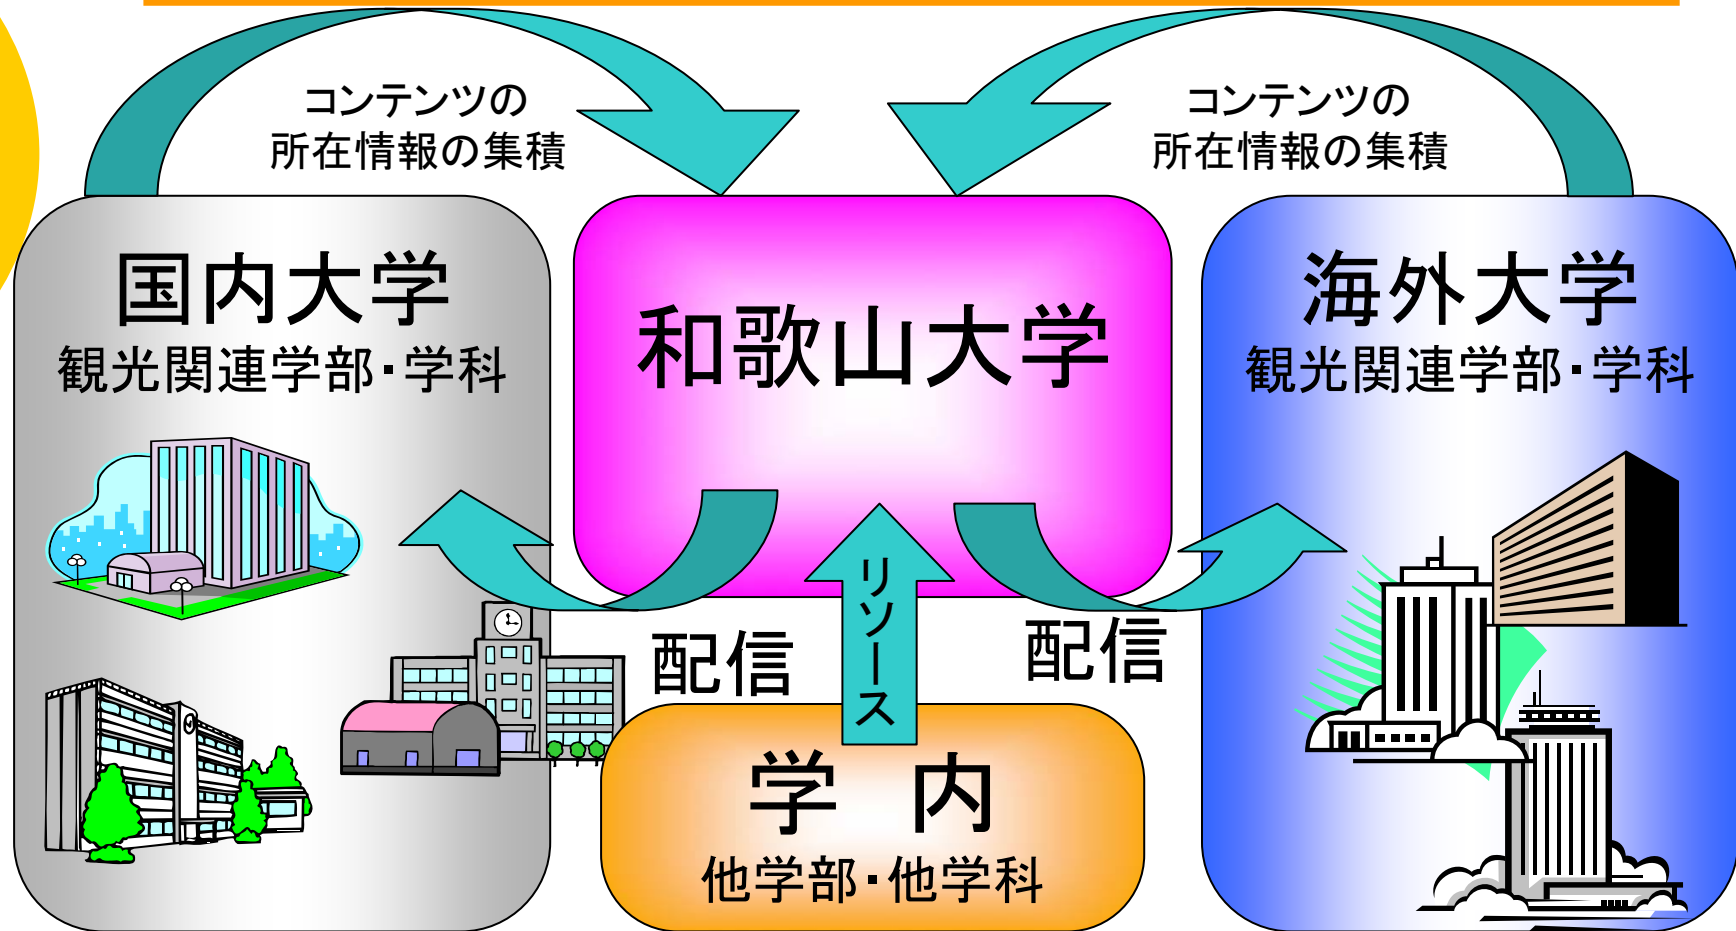 コンテンツの
所在情報の集積
コンテンツの
所在情報の集積
国内大学
観光関連学部・学科
和歌山大学
海外大学
観光関連学部・学科
配信
リソース
配信
学 内
他学部・他学科